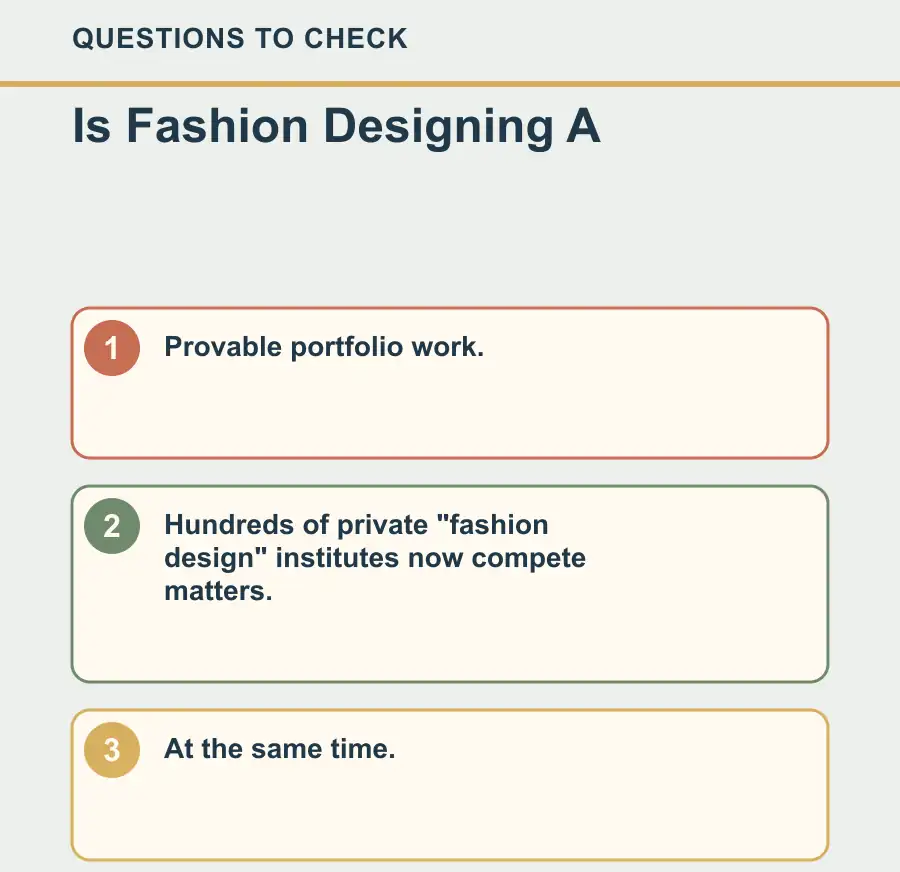 QUESTIONS TO CHECK
Is Fashion Designing A
1
Provable portfolio work.
2
Hundreds of private "fashion
design" institutes now compete
matters.
3
At the same time.